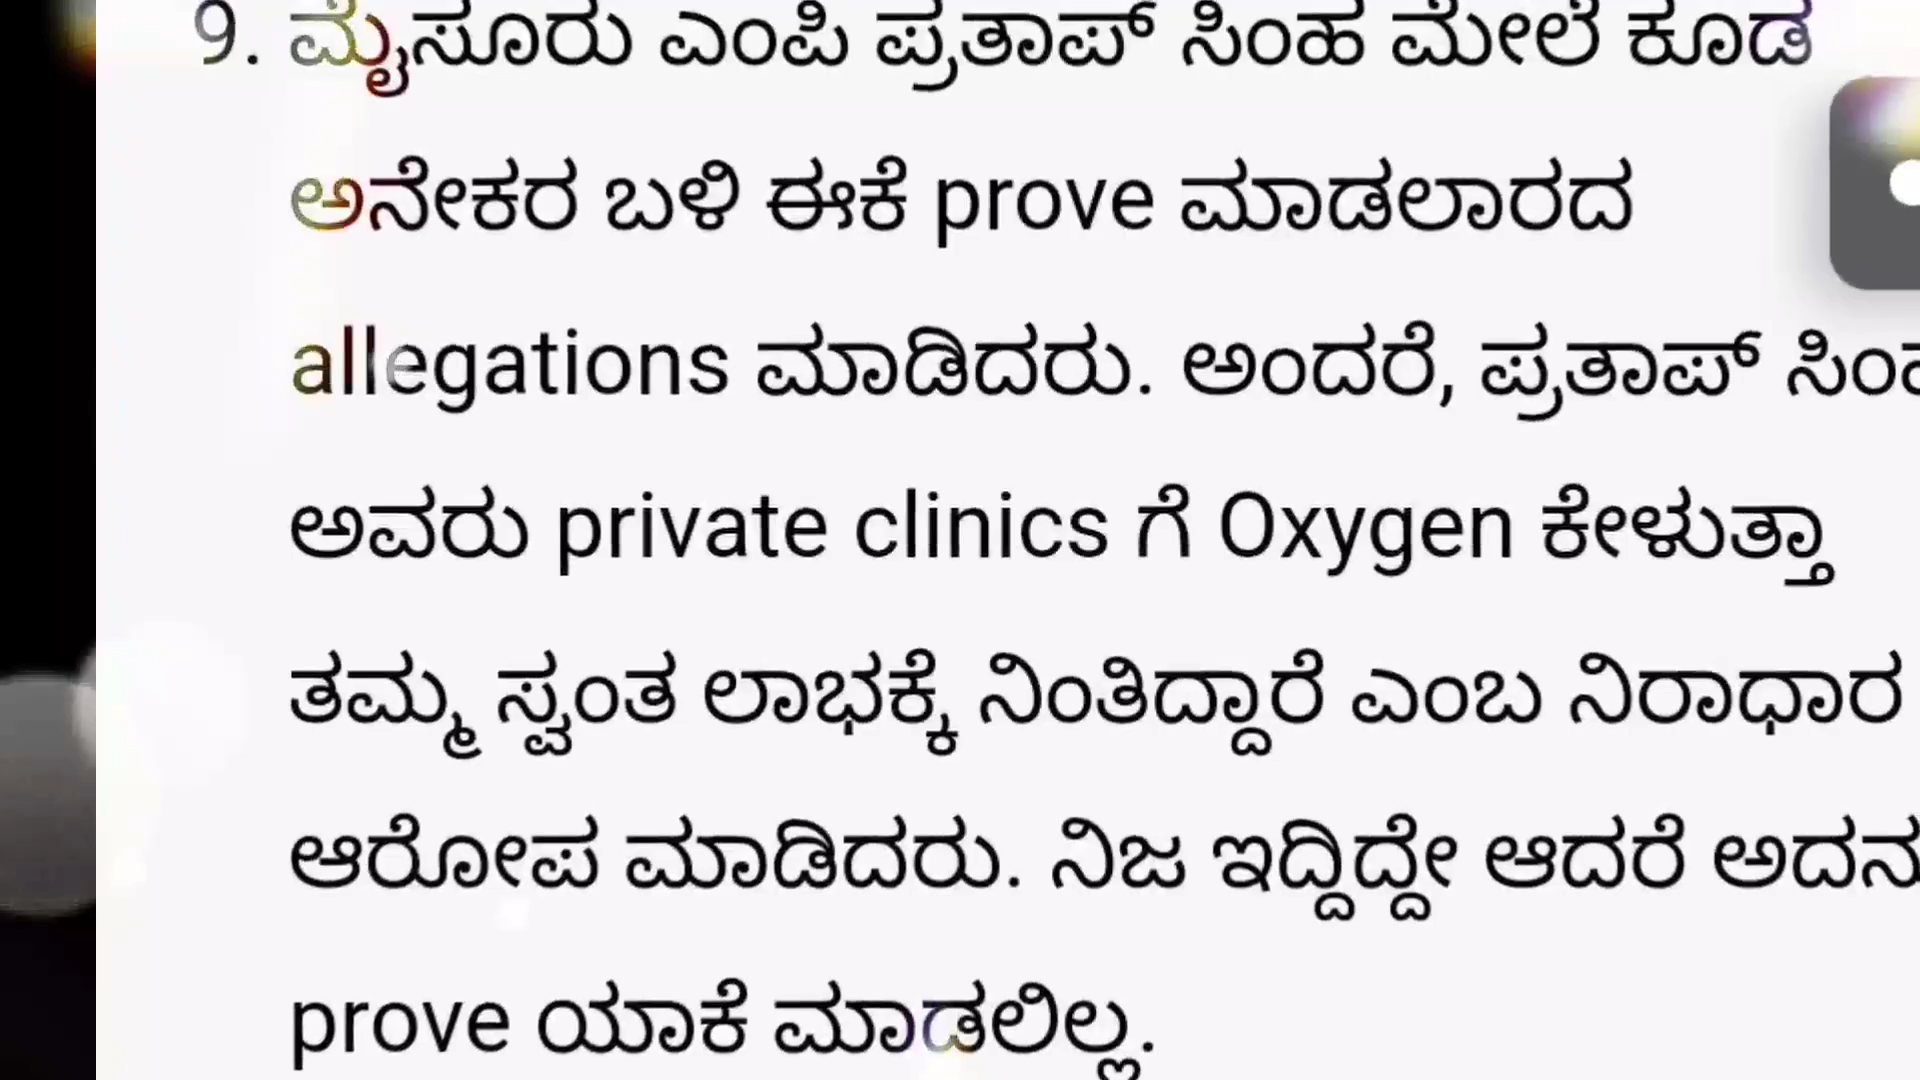 9. ಮೈಸೂರು ಎಂಪಿ ಪ್ರತಾಪ್ ಸಿಂಹ ಮೇಲೆ ಕೂಡ
ಅನೇಕರ ಬಳಿ ಈಕೆ prove ಮಾಡಲಾರದ
allegations ಮಾಡಿದರು. ಅಂದರೆ, ಪ್ರತಾಪ್
ಅವರು private clinics ಗೆ Oxygen ಕೇಳುತ್ತಾ
ತಮ್ಮ ಸ್ವಂತ ಲಾಭಕ್ಕೆ ನಿಂತಿದ್ದಾರೆ ಎಂಬ ನಿರಾಧಾರ
ಆರೋಪ ಮಾಡಿದರು. ನಿಜ ಇದ್ದಿದ್ದೇ ಆದರೆ
prove ಯಾಕೆ ಮಾಡಲಿಲ್ಲ.